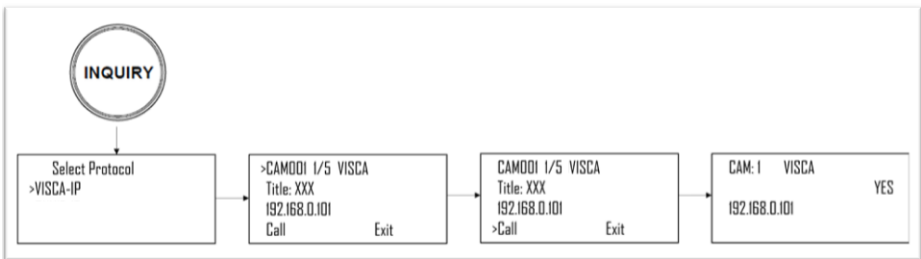 INQUIRY
Select Protocol
>VISCA-IP
>CAM001 1/5 VISCA
Title: XXX
192.168.0.101
Call Exit
CAM001 1/5 VISCA
Title: XXX
192.168.0.101
>Call Exit
CAM: 1 VISCA
YES
192.168.0.101